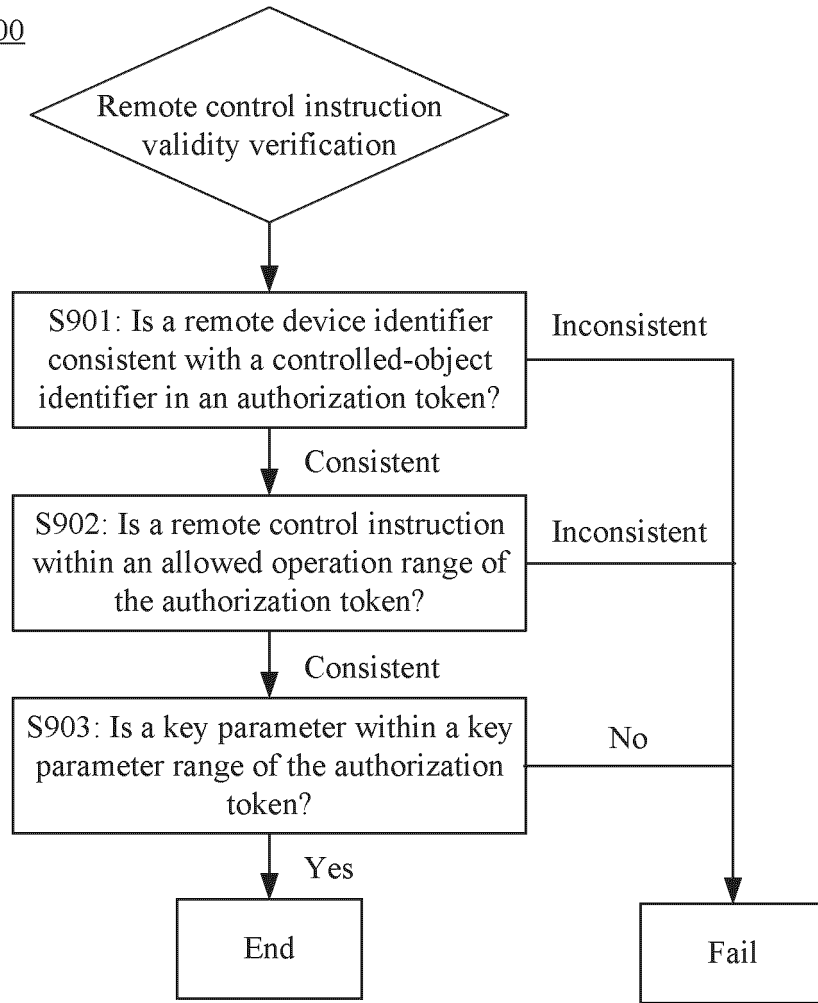 00
Remote control instruction
validity verification
S901: Is a remote device identifier
consistent with a controlled-object
identifier in an authorization token?
Inconsistent
Consistent
S902: Is a remote control instruction
within an allowed operation range of
the authorization token?
Inconsistent
Consistent
S903: Is a key parameter within a key
parameter range of the authorization
token?
No
Yes
End
Fail